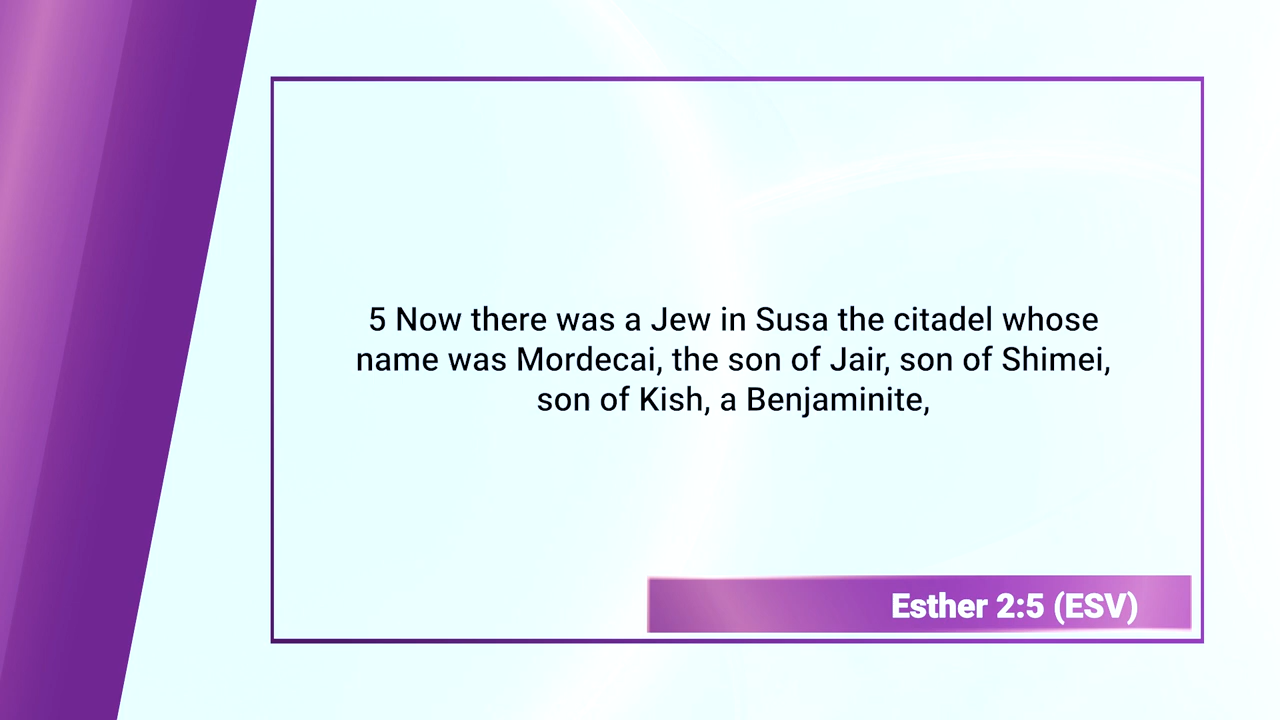 5 Now there was a Jew in Susa the citadel whose
name was Mordecai, the son of Jair, son of Shimei,
son of Kish, a Benjaminite,
Esther 2:5 (ESV)